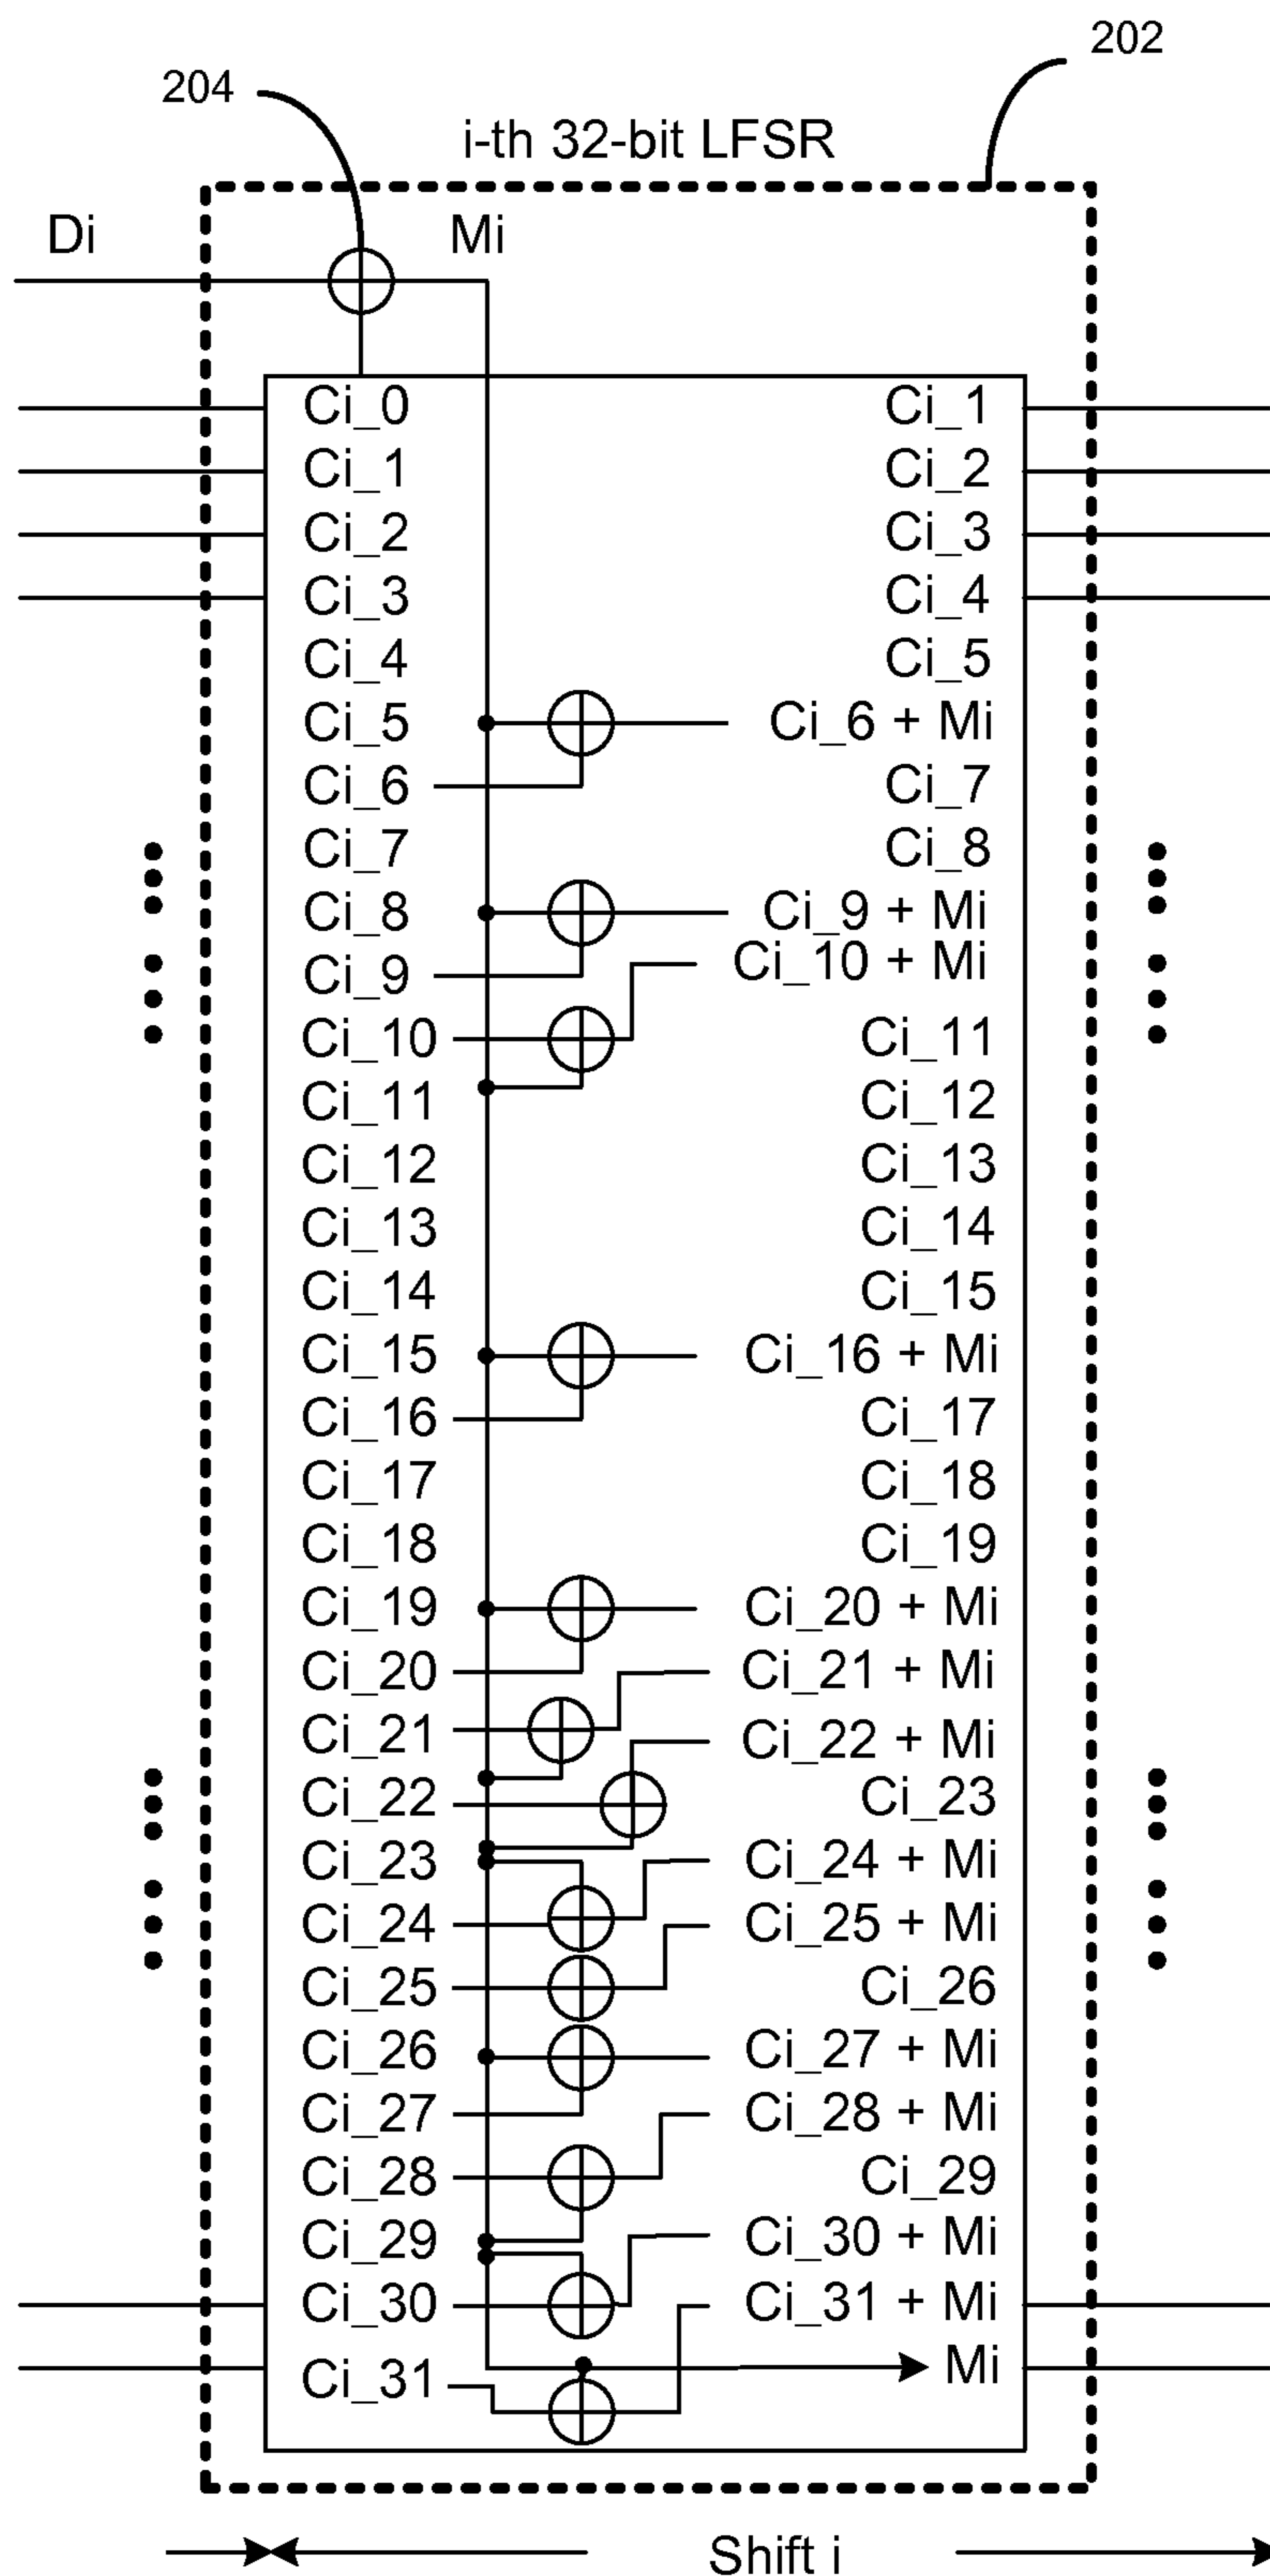 202
204
i-th 32-bit LFSR
Di Mi
Ci_0 Ci_1
Ci_1 Ci_2
Ci_2 Ci_3
Ci_3 Ci_4
Ci_4 Ci_5
Ci_5 Ci_6 + Mi
Ci_6 Ci_7
Ci_7 Ci_8
Ci_8 Ci_9 + Mi
Ci_9 Ci_10 + Mi
Ci_10 Ci_11
Ci_11 Ci_12
Ci_12 Ci_13
Ci_13 Ci_14
Ci_14 Ci_15
Ci_15 Ci_16 + Mi
Ci_16 Ci_17
Ci_17 Ci_18
Ci_18 Ci_19
Ci_19 Ci_20 + Mi
Ci_20 Ci_21 + Mi
Ci_21 Ci_22 + Mi
Ci_22 Ci_23
Ci_23 Ci_24 + Mi
Ci_24 Ci_25 + Mi
Ci_25 Ci_26
Ci_26 Ci_27 + Mi
Ci_27 Ci_28 + Mi
Ci_28 Ci_29
Ci_29 Ci_30 + Mi
Ci_30 Ci_31 + Mi
Ci_31 Mi
Shift i